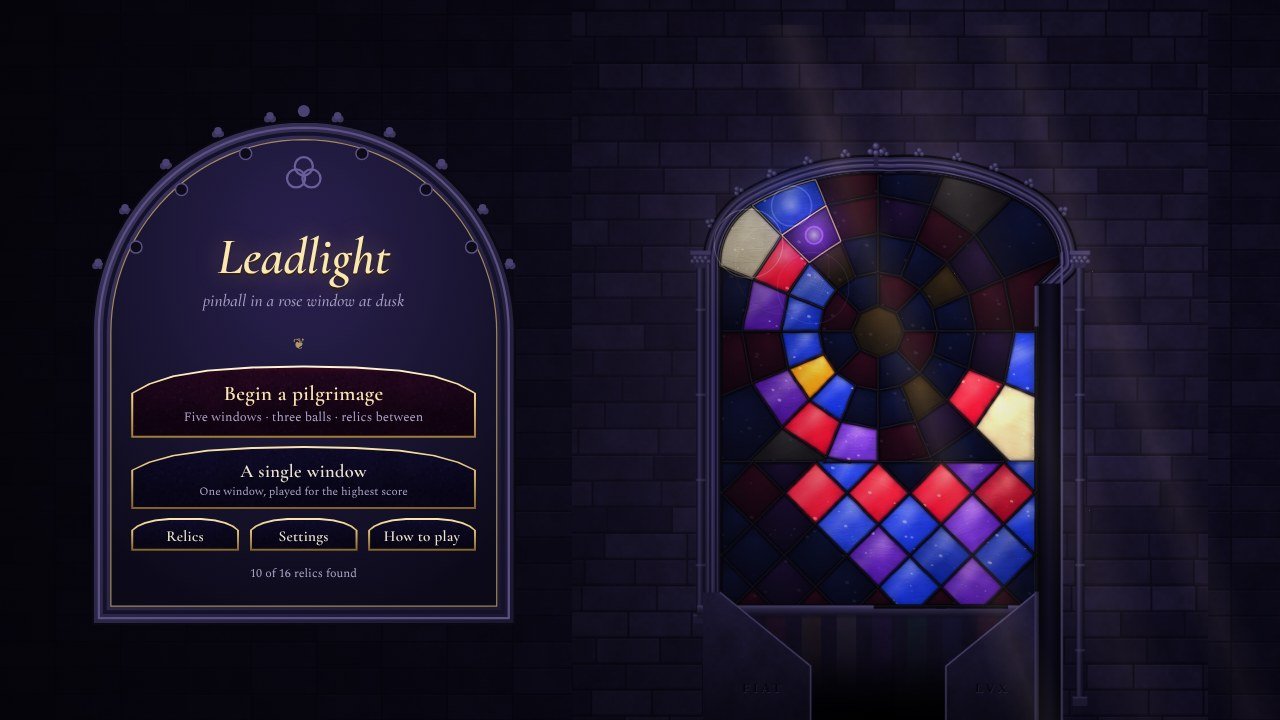 Leadlight
pinball in a rose window at dusk
Begin a pilgrimage
Five windows · three balls · relics between
A single window
One window, played for the highest score
Relics
Settings
How to play
10 of 16 relics found
FIAT
LVX